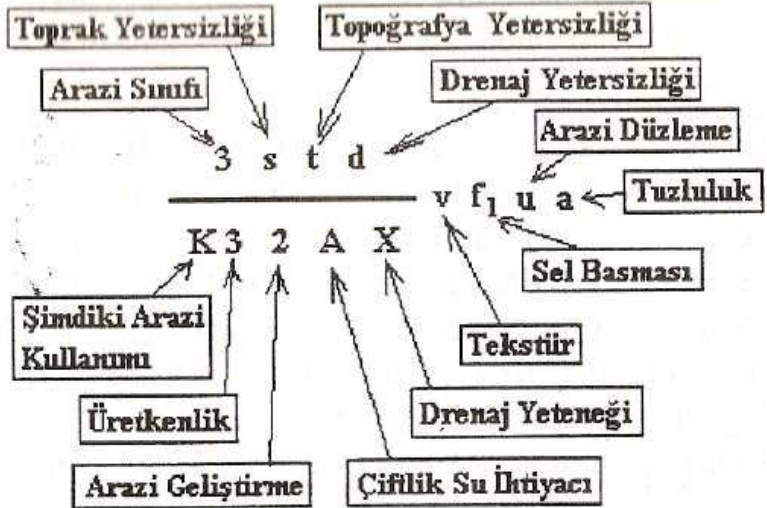 Toprak Yetersizliği
Topoğrafya Yetersizliği
Arazi Sınıfı
Drenaj Yetersizliği
Arazi Düzleme
3 s t d
Tuzluluk
v f₁ u a
K 3 2 A X
Sel Basması
Şimdiki Arazi
Kullanımı
Tekstür
Üretkenlik
Drenaj Yeteneği
Arazi Geliştirme
Çiftlik Su İhtiyacı